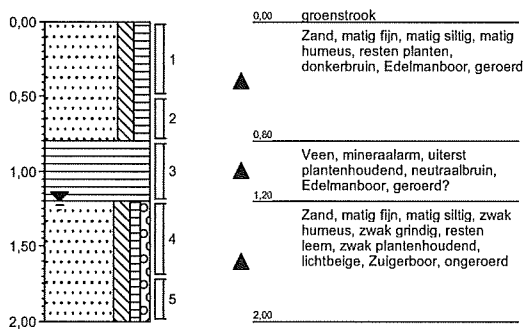 0,00
0,50
1,00
1,50
2,00
1
2
3
4
5
0,00 groenstrook
Zand, matig fijn, matig siltig, matig
humeus, resten planten,
donkerbruin, Edelmanboor, geroerd
0,80
Veen, mineraalarm, uiterst
plantenhoudend, neutraalbruin,
Edelmanboor, geroerd?
1,20
Zand, matig fijn, matig siltig, zwak
humeus, zwak grindig, resten
leem, zwak plantenhoudend,
lichtbeige, Zuigerboor, ongeroerd
2,00